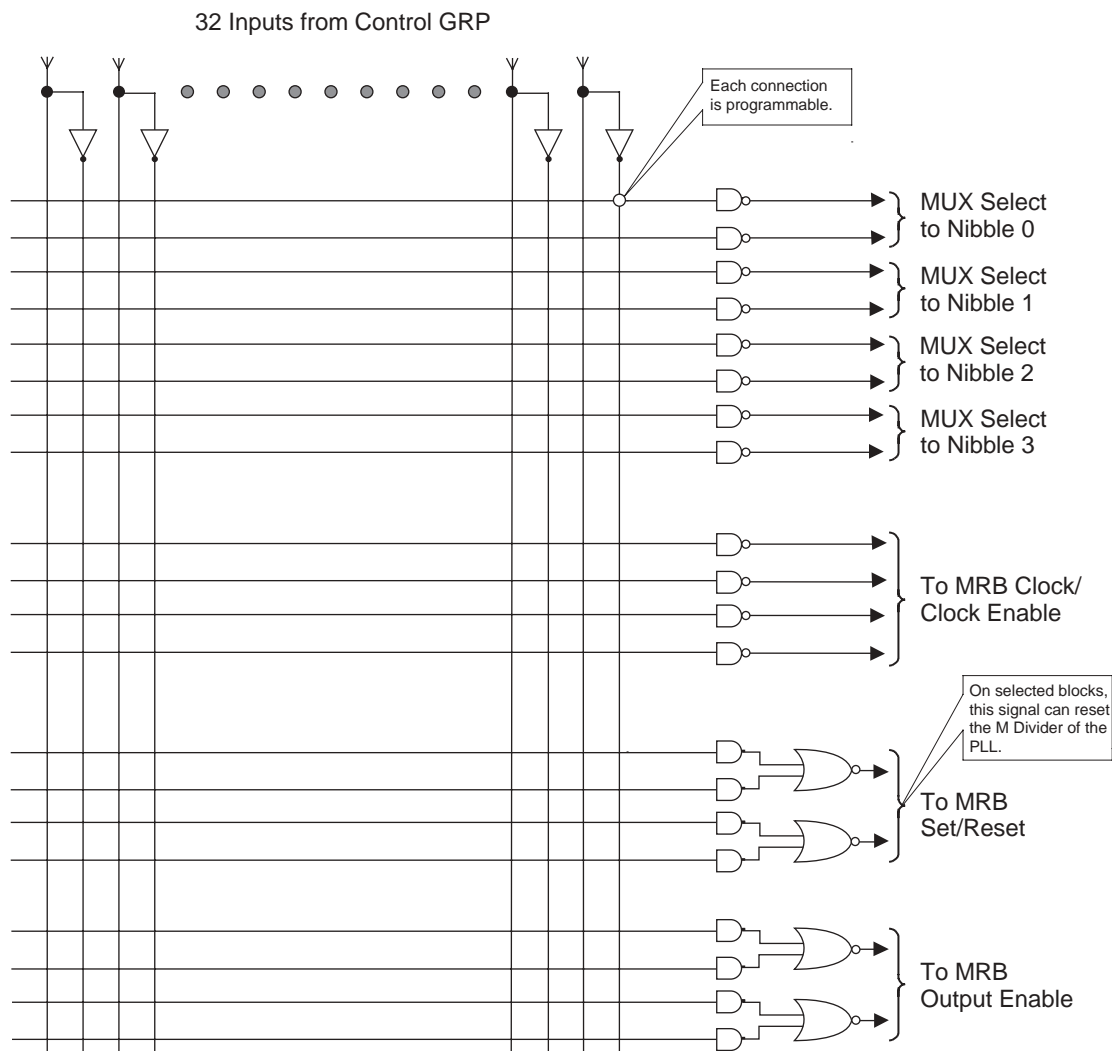 32 Inputs from Control GRP
Each connection
is programmable.
MUX Select
to Nibble 0
MUX Select
to Nibble 1
MUX Select
to Nibble 2
MUX Select
to Nibble 3
To MRB Clock/
Clock Enable
On selected blocks,
this signal can reset
the M Divider of the
PLL.
To MRB
Set/Reset
To MRB
Output Enable